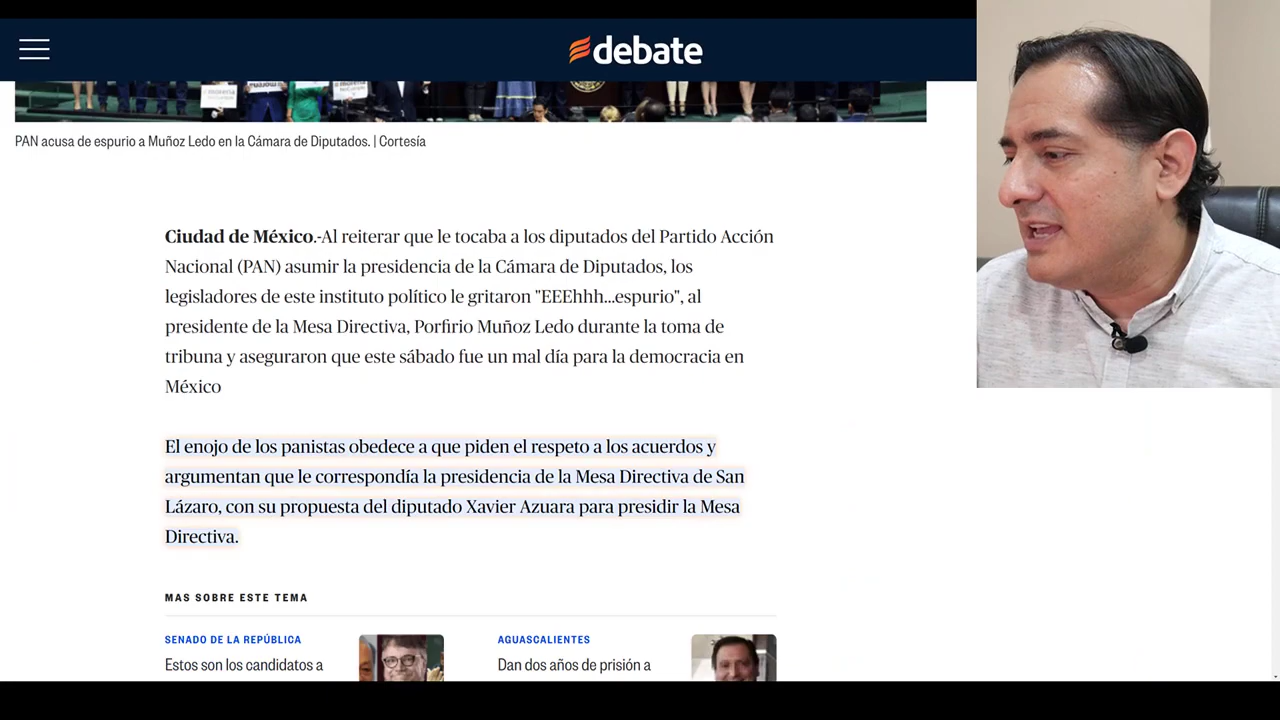 debate
PAN acusa de espurio a Muñoz Ledo en la Cámara de Diputados. | Cortesía
Ciudad de México.-Al reiterar que le tocaba a los diputados del Partido Acción
Nacional (PAN) asumir la presidencia de la Cámara de Diputados, los
legisladores de este instituto político le gritaron "EEEhhh...espurio", al
presidente de la Mesa Directiva, Porfirio Muñoz Ledo durante la toma de
tribuna y aseguraron que este sábado fue un mal día para la democracia en
México
El enojo de los panistas obedece a que piden el respeto a los acuerdos y
argumentan que le correspondía la presidencia de la Mesa Directiva de San
Lázaro, con su propuesta del diputado Xavier Azuara para presidir la Mesa
Directiva.
MAS SOBRE ESTE TEMA
SENADO DE LA REPÚBLICA
Estos son los candidatos a
AGUASCALIENTES
Dan dos años de prisión a